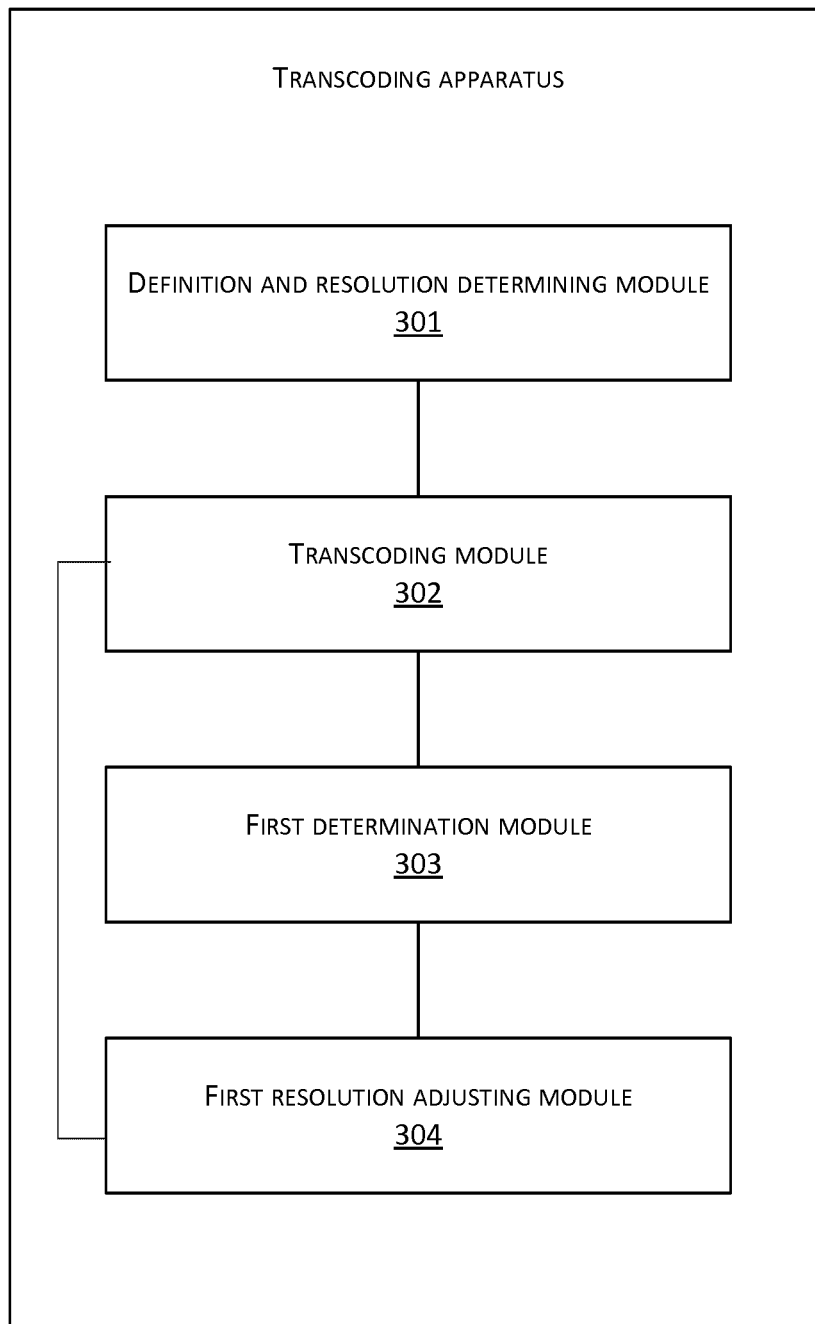 TRANSCODING APPARATUS
DEFINITION AND RESOLUTION DETERMINING MODULE
301
TRANSCODING MODULE
302
FIRST DETERMINATION MODULE
303
FIRST RESOLUTION ADJUSTING MODULE
304